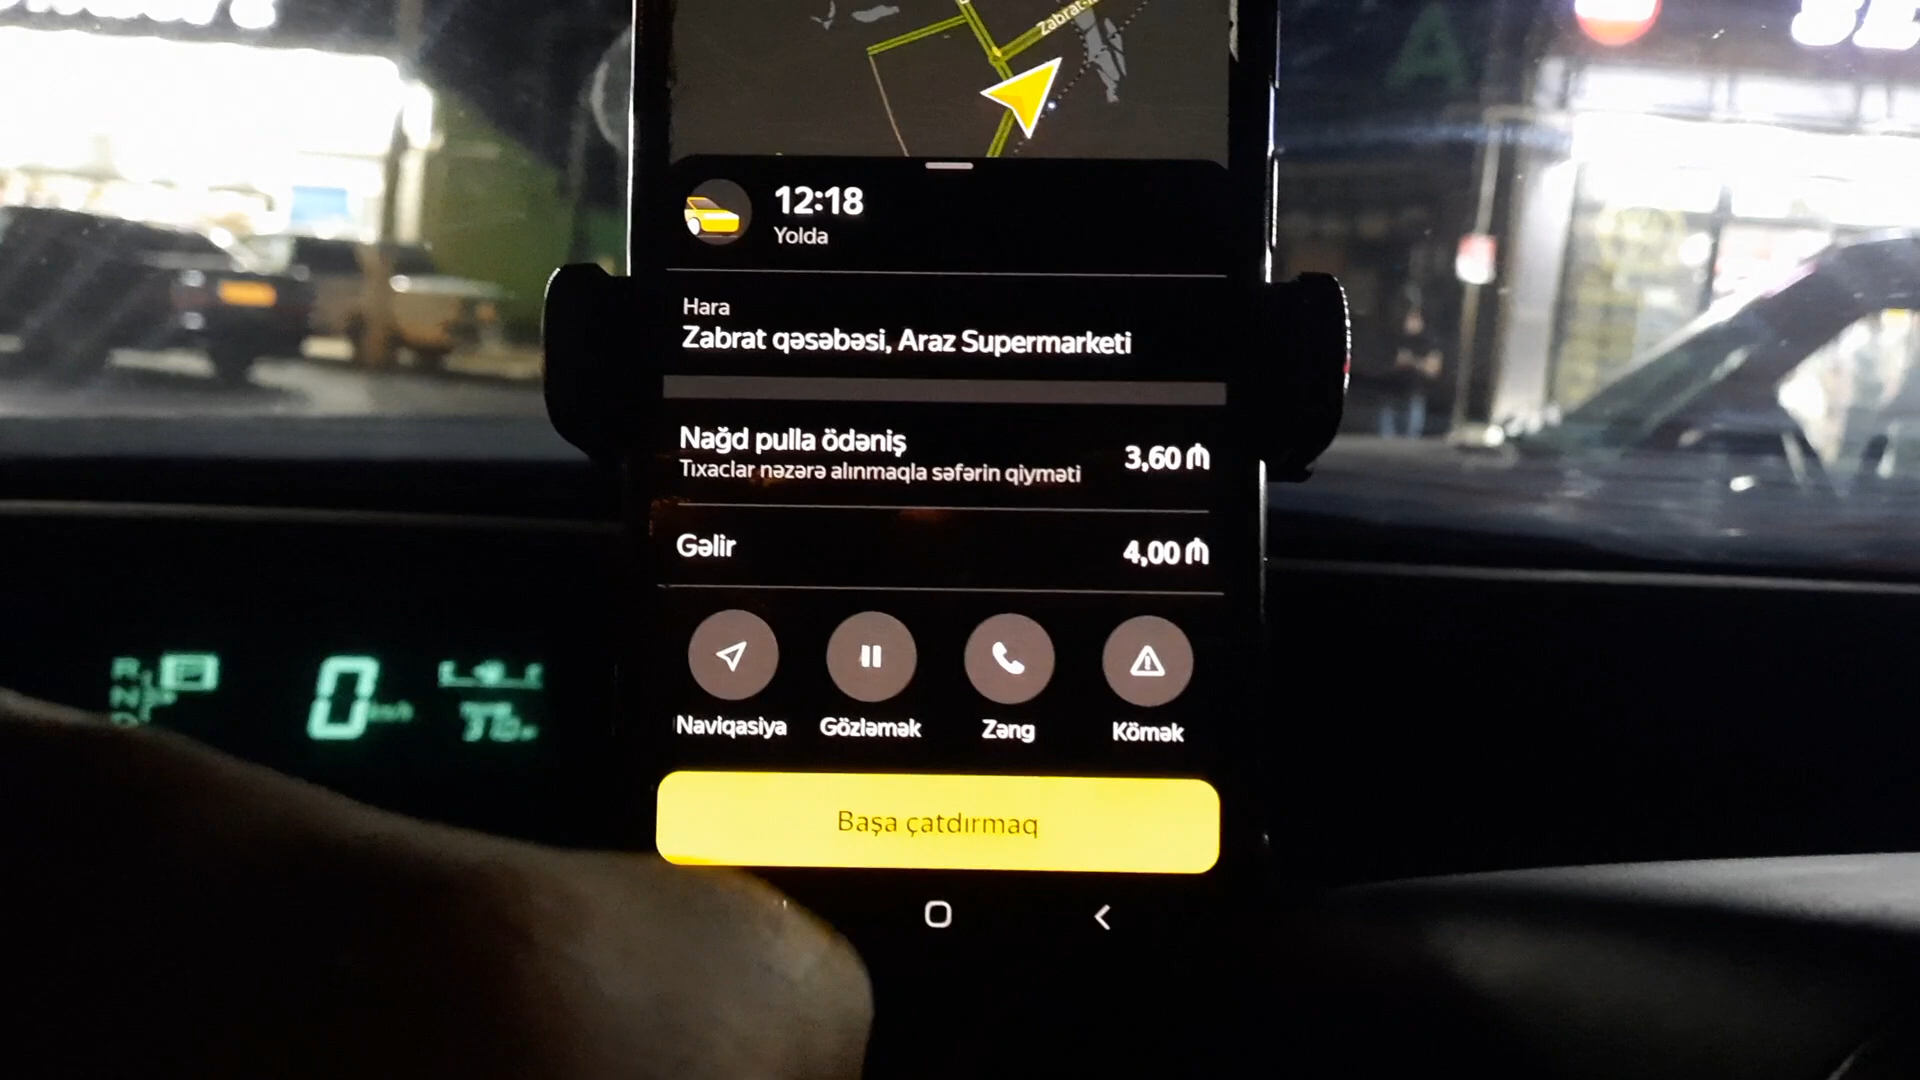 12:18
Yolda
Hara
Zabrat qəsəbəsi, Araz Supermarketi
Nağd pulla ödəniş
3,60 ₼
Tıxaclar nəzərə alınmaqla səfərin qiyməti
Gəlir
4,00 ₼
Naviqasiya
Gözləmək
Zəng
Kömək
Başa çatdırmaq
0